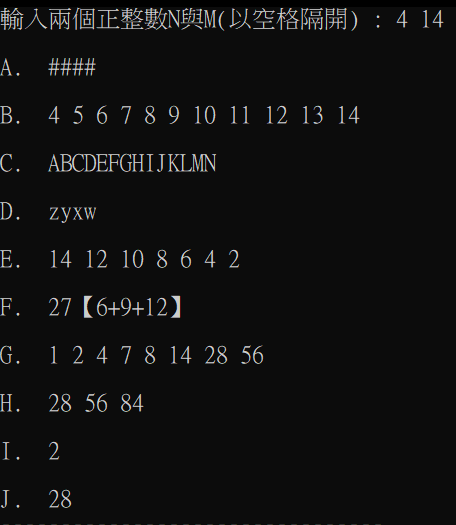 輸入兩個正整數N與M(以空格隔開) : 4 14
A. ####
B. 4 5 6 7 8 9 10 11 12 13 14
C. ABCDEFGHIJKLMN
D. zyxw
E. 14 12 10 8 6 4 2
F. 27【6+9+12】
G. 1 2 4 7 8 14 28 56
H. 28 56 84
I. 2
J. 28